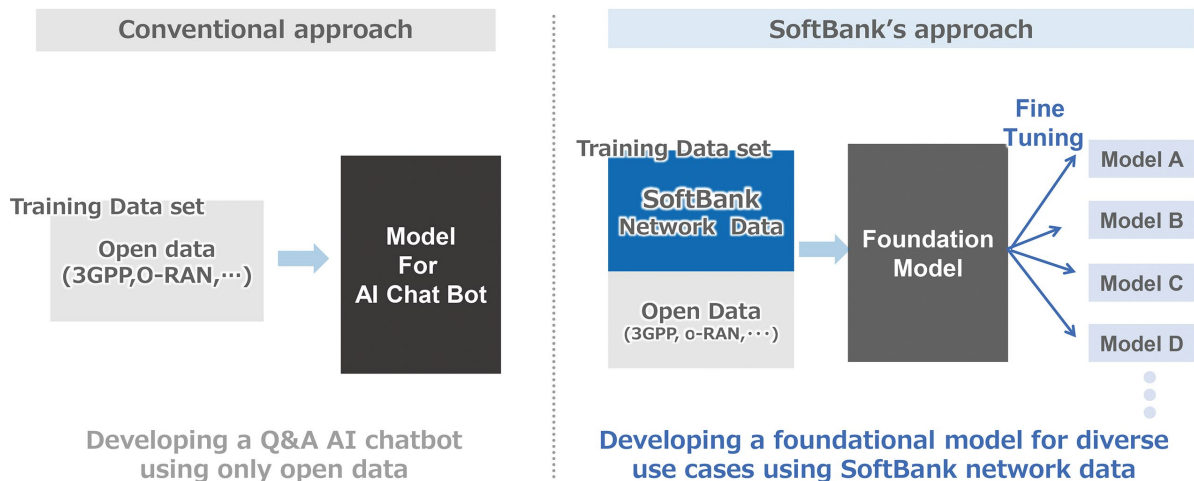 Conventional approach
Training Data set
Open data
(3GPP,O-RAN,⋯)
Model
For
AI Chat Bot
Developing a Q&A AI chatbot
using only open data
SoftBank’s approach
Training Data set
SoftBank
Network Data
Open Data
(3GPP, o-RAN,⋯)
Foundation
Model
Fine
Tuning
Model A
Model B
Model C
Model D
Developing a foundational model for diverse
use cases using SoftBank network data